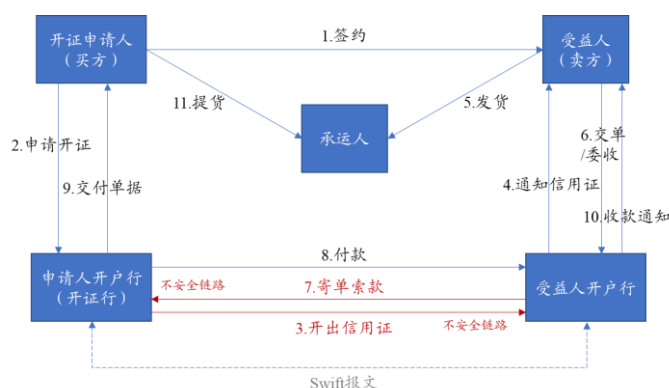 开证申请人
（买方）
1.签约
受益人
（卖方）
11.提货
5.发货
承运人
2.申请开证
6.交单
/委收
9.交付单据
4.通知信用证
10.收款通知
8.付款
申请人开户行
（开证行）
不安全链路
7.寄单索款
受益人开户行
3.开出信用证
不安全链路
Swift报文